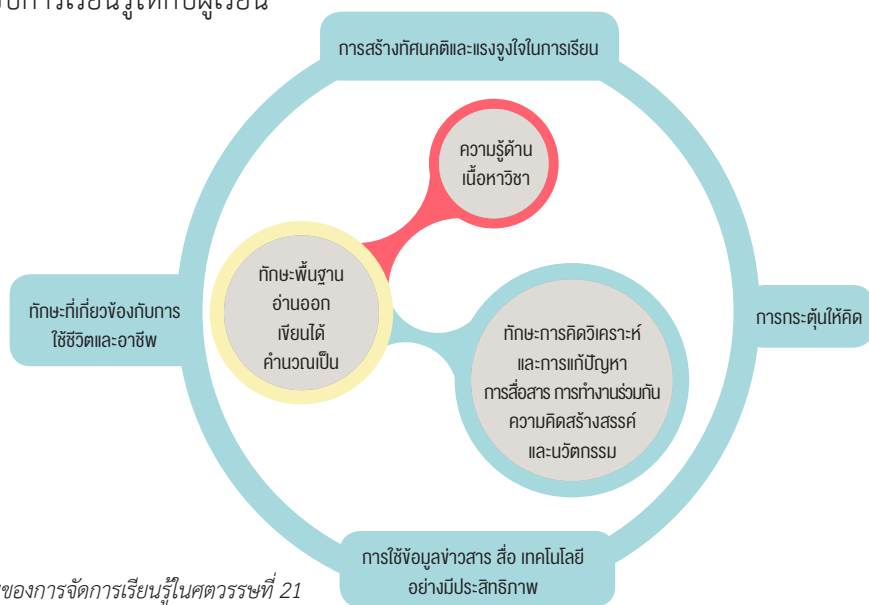 การสร้างทัศนคติและแรงจูงใจในการเรียน
ความรู้ด้าน
เนื้อหาวิชา
ทักษะพื้นฐาน
อ่านออก
เขียนได้
คำนวณเป็น
ทักษะที่เกี่ยวข้องกับการ
ใช้ชีวิตและอาชีพ
การกระตุ้นให้คิด
ทักษะการคิดวิเคราะห์
และการแก้ปัญหา
การสื่อสาร การทำงานร่วมกัน
ความคิดสร้างสรรค์
และนวัตกรรม
การใช้ข้อมูลข่าวสาร สื่อ เทคโนโลยี
อย่างมีประสิทธิภาพ
ของการจัดการเรียนรู้ในศตวรรษที่ 21